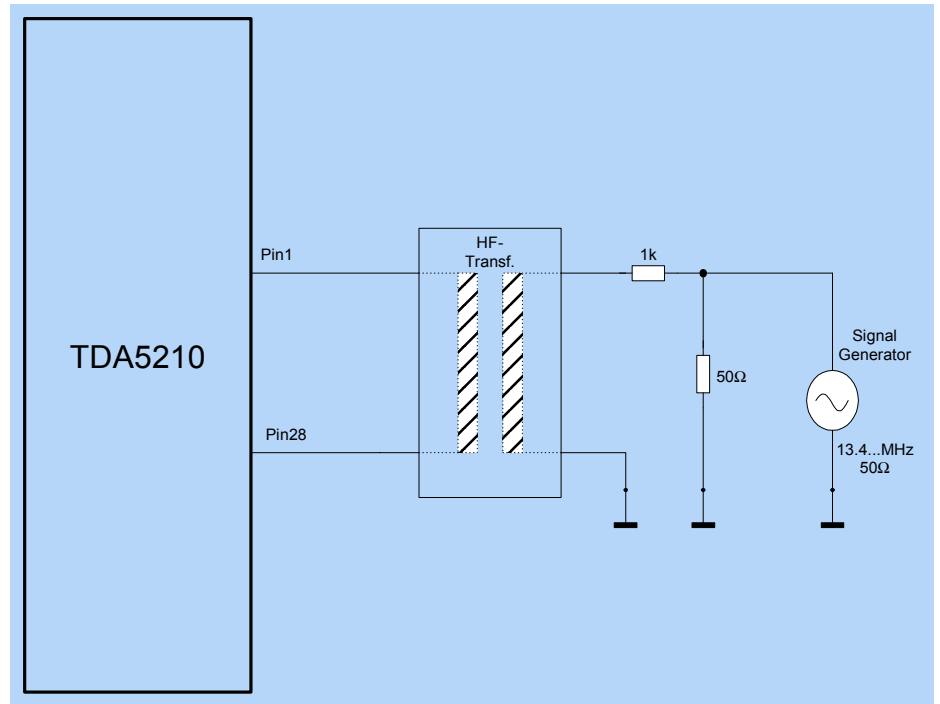 HF-
Transf.
Pin1
1k
TDA5210
Signal
Generator
50Ω
Pin28
13.4...MHz
50Ω